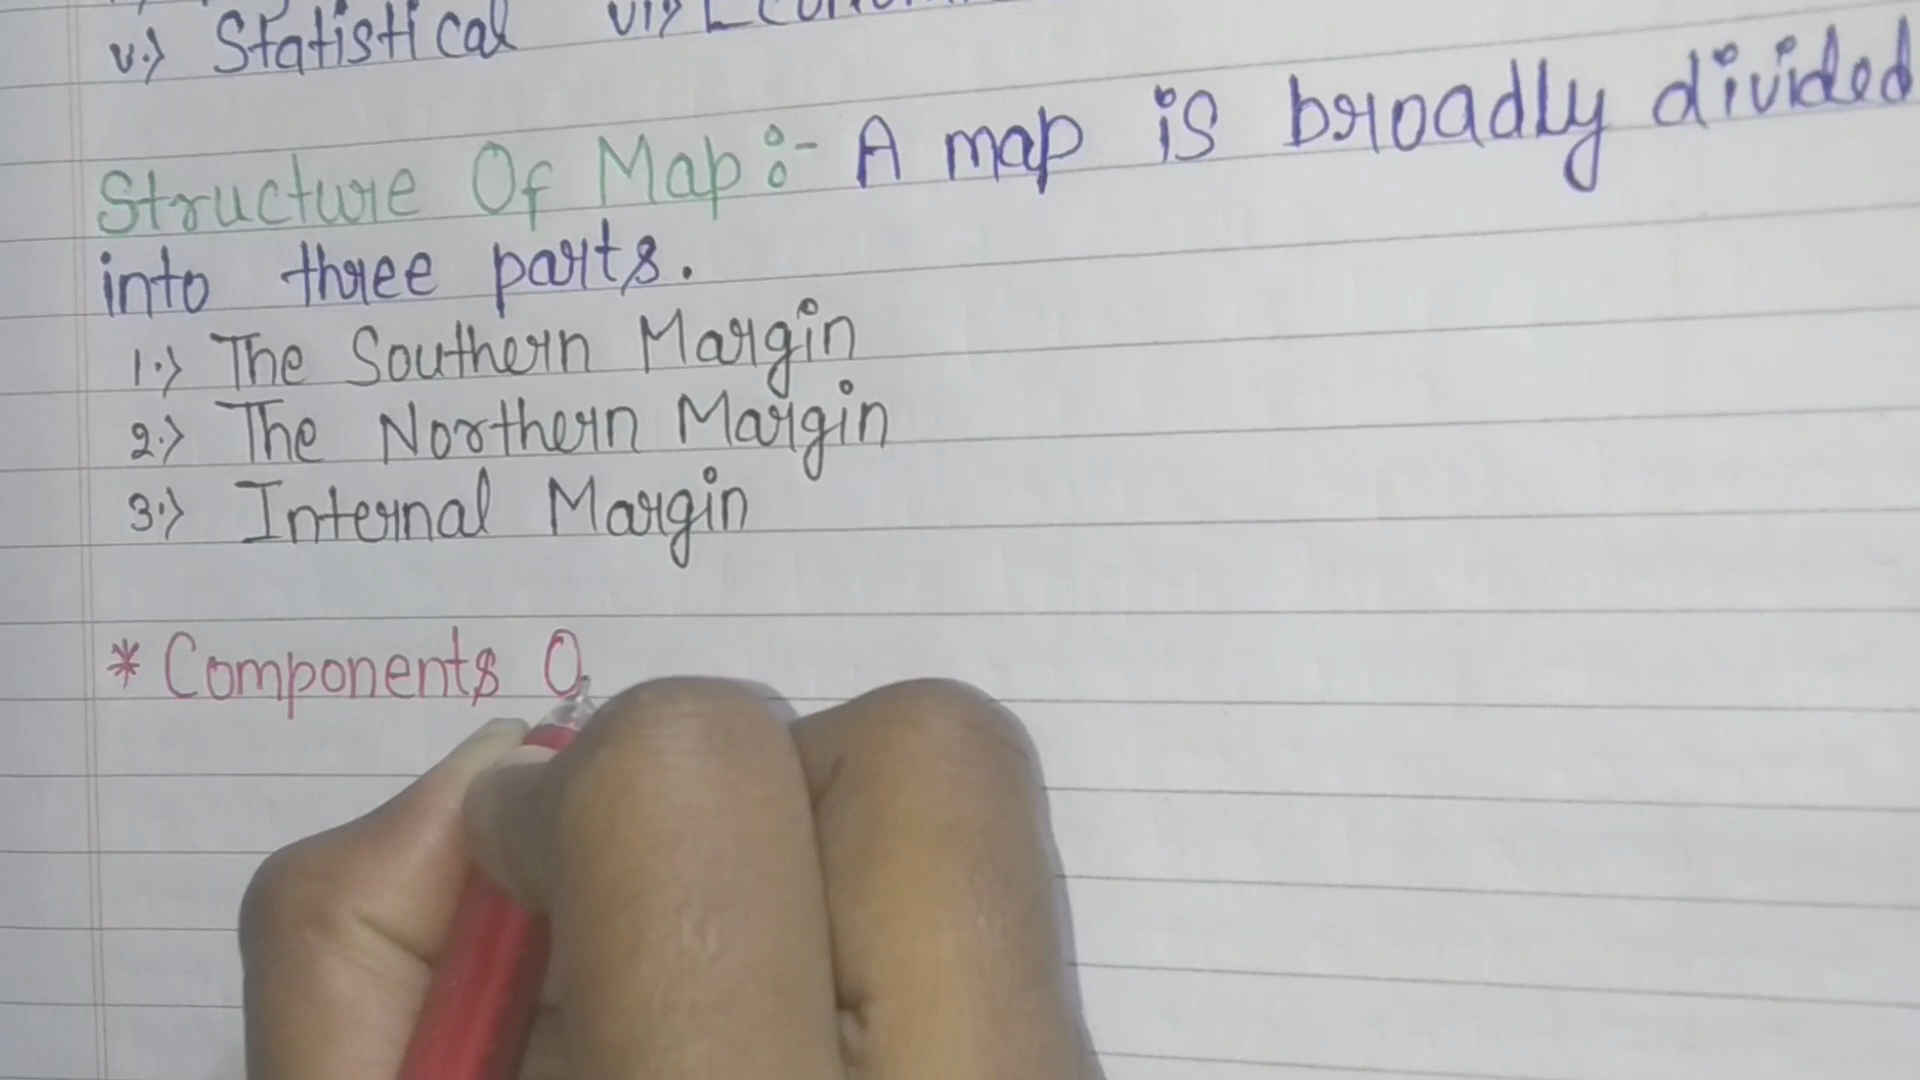 v.) Statistical vi)
Structure Of Map :- A map is broadly divided
into three parts.
1.) The Southern Margin
2.) The Northern Margin
3.) Internal Margin
* Components O